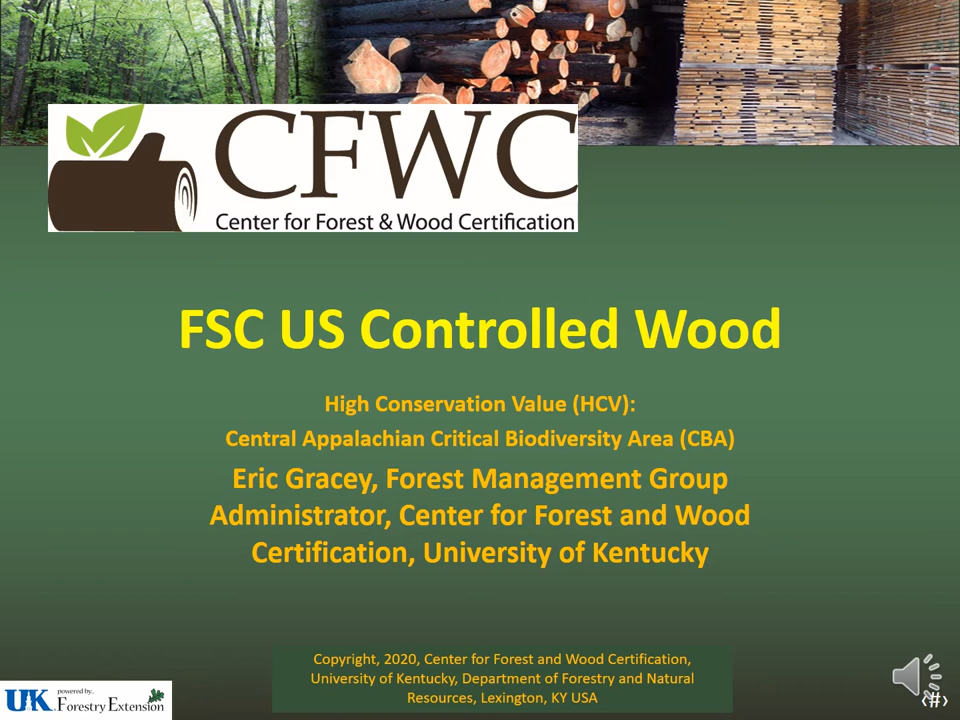 CFWC
Center for Forest & Wood Certification
FSC US Controlled Wood
High Conservation Value (HCV):
Central Appalachian Critical Biodiversity Area (CBA)
Eric Gracey, Forest Management Group
Administrator, Center for Forest and Wood
Certification, University of Kentucky
Copyright, 2020, Center for Forest and Wood Certification,
University of Kentucky, Department of Forestry and Natural
Resources, Lexington, KY USA
powered by..
UK Forestry Extension
‹#›